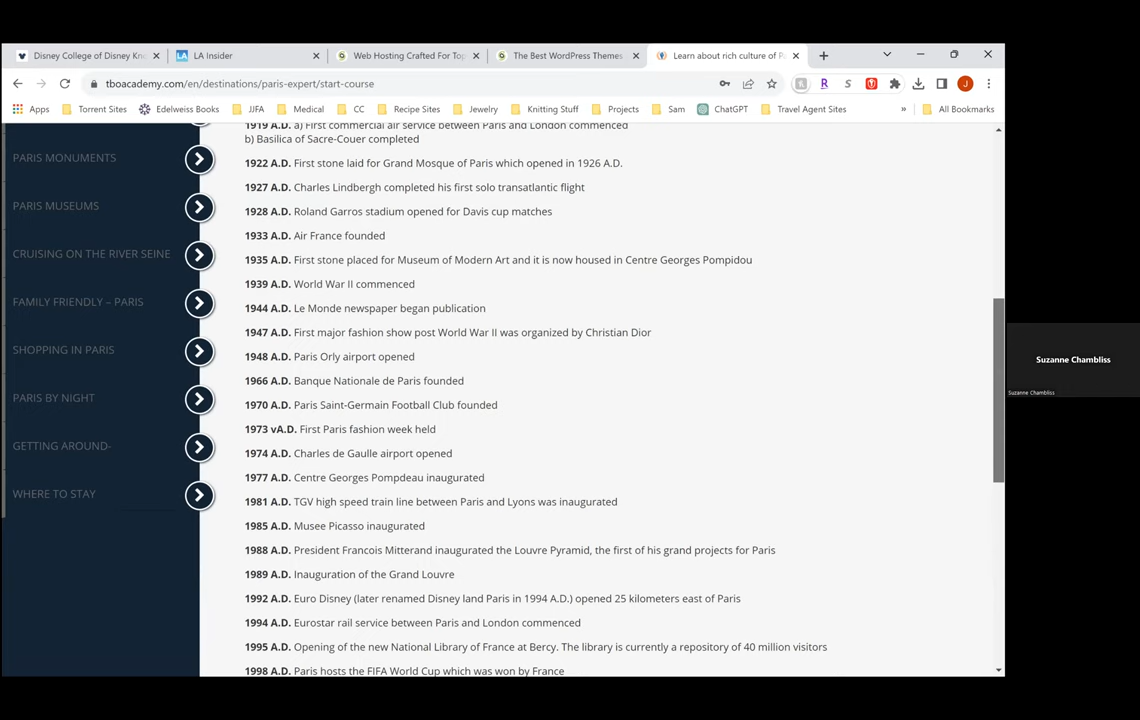 Disney College of Disney Kno
LA Insider
Web Hosting Crafted For Top
The Best WordPress Themes
Learn about rich culture of P
tboacademy.com/en/destinations/paris-expert/start-course
Apps Torrent Sites Edelweiss Books JJFA Medical CC Recipe Sites Jewelry Knitting Stuff Projects Sam ChatGPT Travel Agent Sites » All Bookmarks
PARIS MONUMENTS
PARIS MUSEUMS
CRUISING ON THE RIVER SEINE
FAMILY FRIENDLY – PARIS
SHOPPING IN PARIS
PARIS BY NIGHT
GETTING AROUND-
WHERE TO STAY
1919 A.D. a) First commercial air service between Paris and London commenced
b) Basilica of Sacre-Couer completed
1922 A.D. First stone laid for Grand Mosque of Paris which opened in 1926 A.D.
1927 A.D. Charles Lindbergh completed his first solo transatlantic flight
1928 A.D. Roland Garros stadium opened for Davis cup matches
1933 A.D. Air France founded
1935 A.D. First stone placed for Museum of Modern Art and it is now housed in Centre Georges Pompidou
1939 A.D. World War II commenced
1944 A.D. Le Monde newspaper began publication
1947 A.D. First major fashion show post World War II was organized by Christian Dior
1948 A.D. Paris Orly airport opened
1966 A.D. Banque Nationale de Paris founded
1970 A.D. Paris Saint-Germain Football Club founded
1973 vA.D. First Paris fashion week held
1974 A.D. Charles de Gaulle airport opened
1977 A.D. Centre Georges Pompdeau inaugurated
1981 A.D. TGV high speed train line between Paris and Lyons was inaugurated
1985 A.D. Musee Picasso inaugurated
1988 A.D. President Francois Mitterand inaugurated the Louvre Pyramid, the first of his grand projects for Paris
1989 A.D. Inauguration of the Grand Louvre
1992 A.D. Euro Disney (later renamed Disney land Paris in 1994 A.D.) opened 25 kilometers east of Paris
1994 A.D. Eurostar rail service between Paris and London commenced
1995 A.D. Opening of the new National Library of France at Bercy. The library is currently a repository of 40 million visitors
1998 A.D. Paris hosts the FIFA World Cup which was won by France
Suzanne Chambliss
Suzanne Chambliss